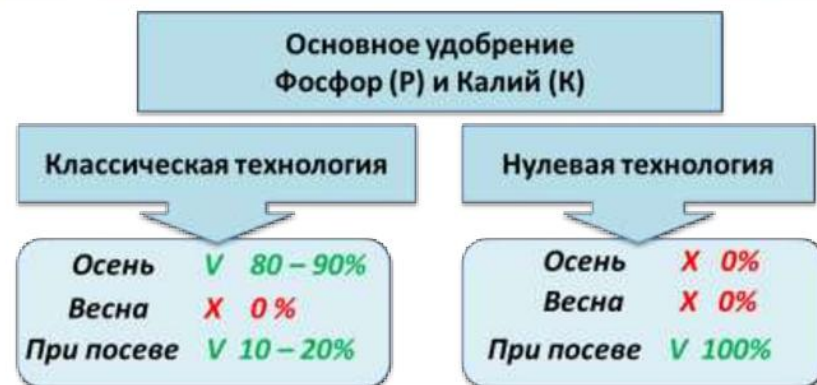 Основное удобрение
Фосфор (Р) и Калий (К)
Классическая технология
Осень V 80 – 90%
Весна X 0 %
При посеве V 10 – 20%
Нулевая технология
Осень X 0%
Весна X 0%
При посеве V 100%